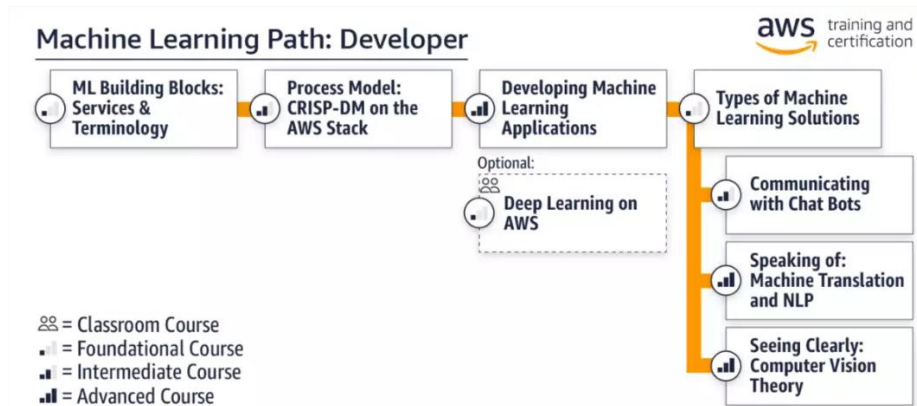 Machine Learning Path: Developer
aws training and
certification
ML Building Blocks:
Services &
Terminology
Process Model:
CRISP-DM on the
AWS Stack
Developing Machine
Learning
Applications
Types of Machine
Learning Solutions
Optional:
Deep Learning on
AWS
Communicating
with Chat Bots
Speaking of:
Machine Translation
and NLP
Seeing Clearly:
Computer Vision
Theory
= Classroom Course
= Foundational Course
= Intermediate Course
= Advanced Course